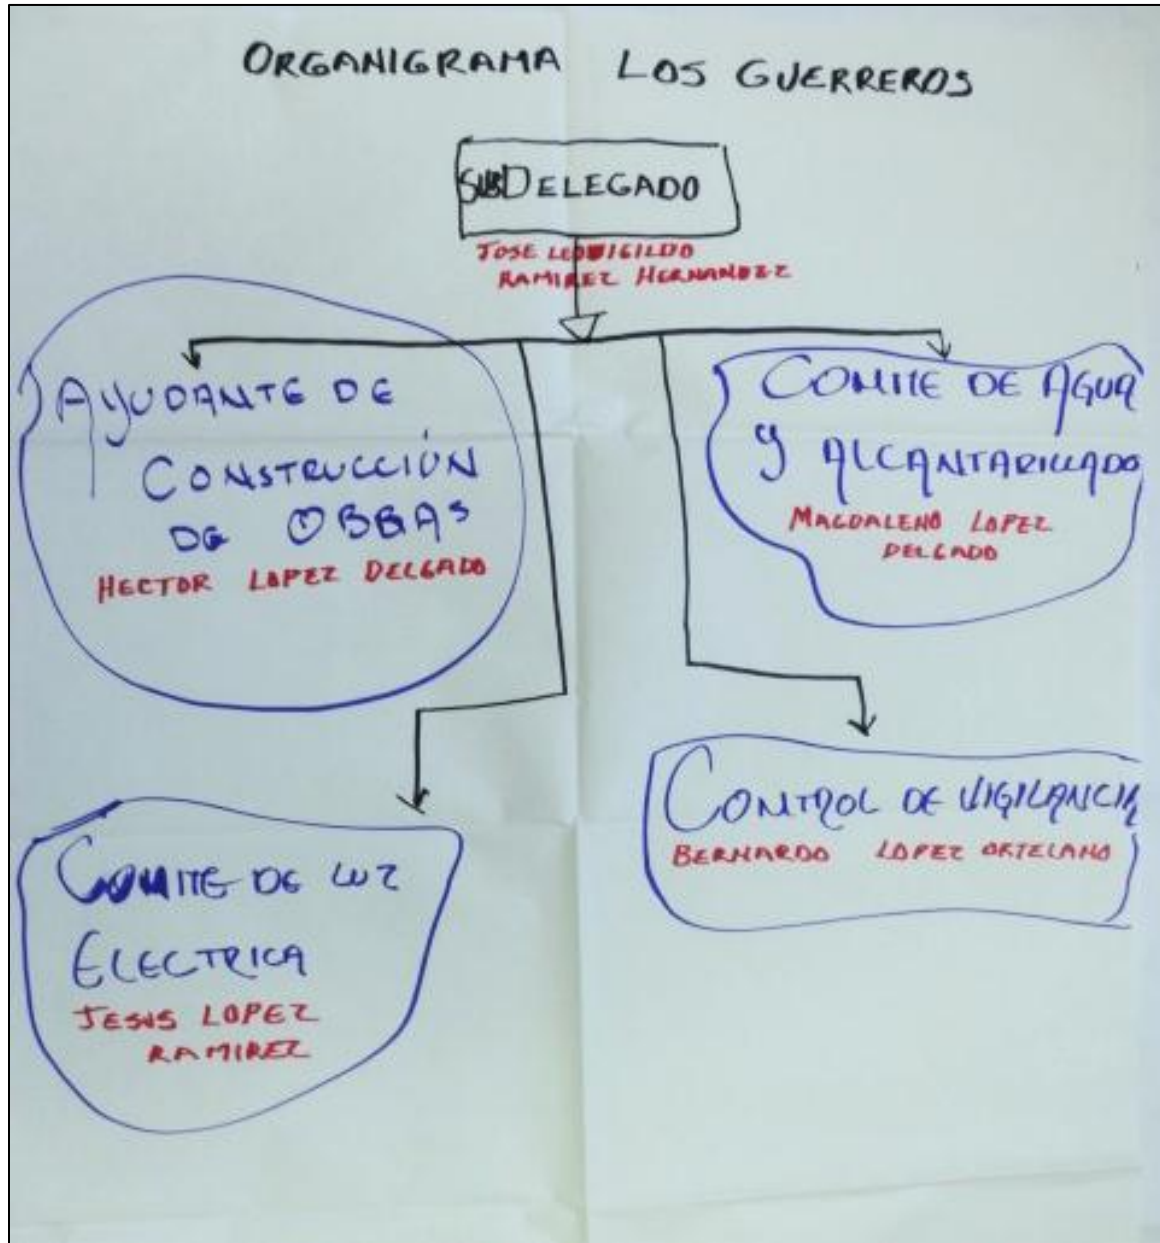 ORGANIGRAMA LOS GUERREROS
SUBDELEGADO
JOSE LEOVIGILDO
RAMIREZ HERNANDEZ
AYUDANTE DE
CONSTRUCCIÓN
DE OBRAS
HECTOR LOPEZ DELGADO
COMITE DE AGUA
Y ALCANTARILLADO
MAGDALENO LOPEZ
DELGADO
COMITE DE LUZ
ELECTRICA
JESUS LOPEZ
RAMIREZ
CONTROL DE VIGILANCIA
BERNARDO LOPEZ ORTELANO